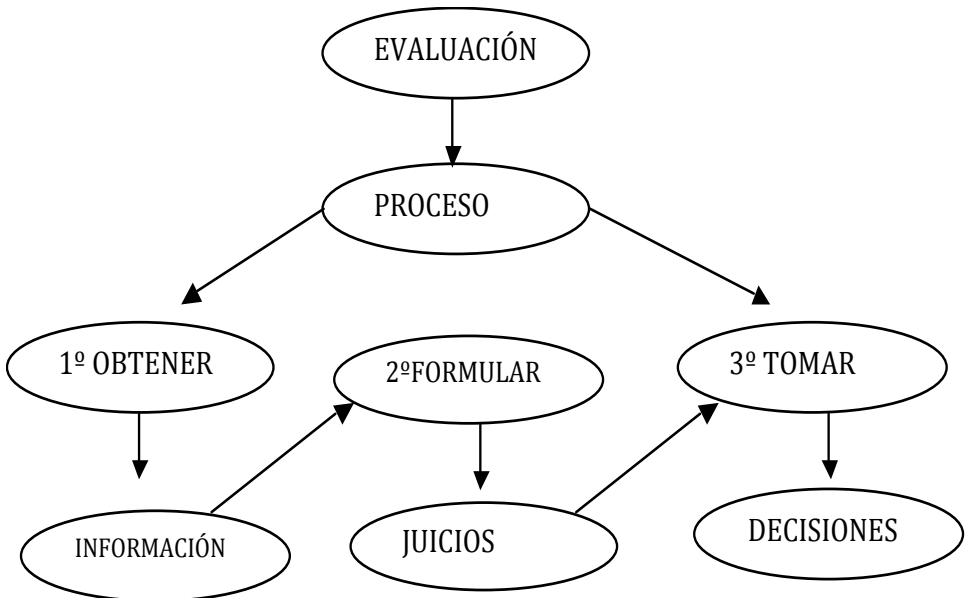 EVALUACIÓN
PROCESO
1º OBTENER
2ºFORMULAR
3º TOMAR
INFORMACIÓN
JUICIOS
DECISIONES